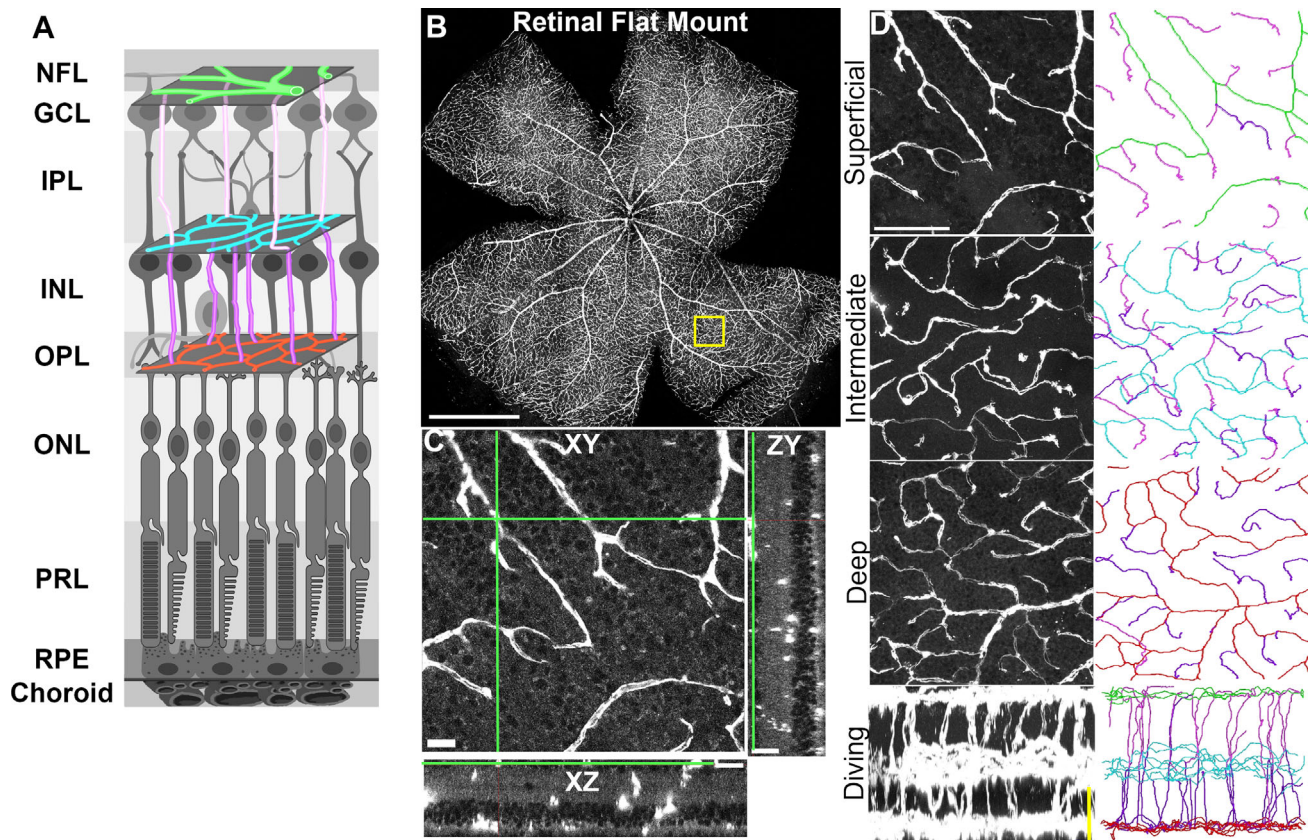 A
NFL
GCL
IPL
INL
OPL
ONL
PRL
RPE
Choroid
B
Retinal Flat Mount
C
XY
ZY
XZ
D
Superficial
Intermediate
Deep
Diving